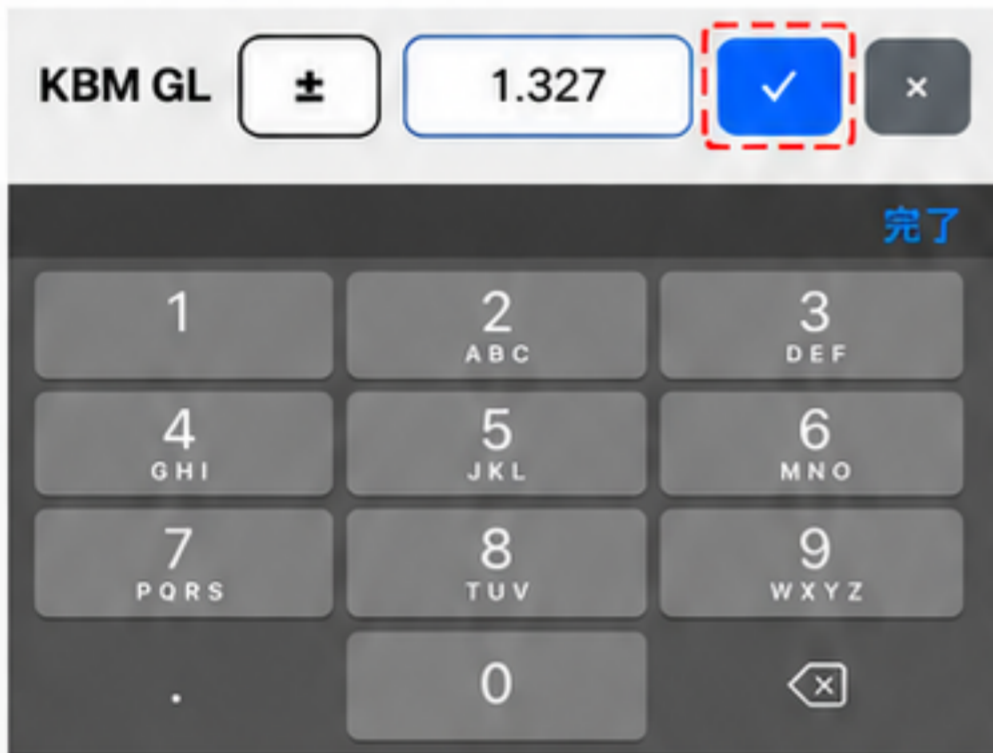 KBM GL ± 1.327 ✓ ×
完了
1 2 3
ABC DEF
4 5 6
GHI JKL MNO
7 8 9
PQRS TUV WXYZ
. 0